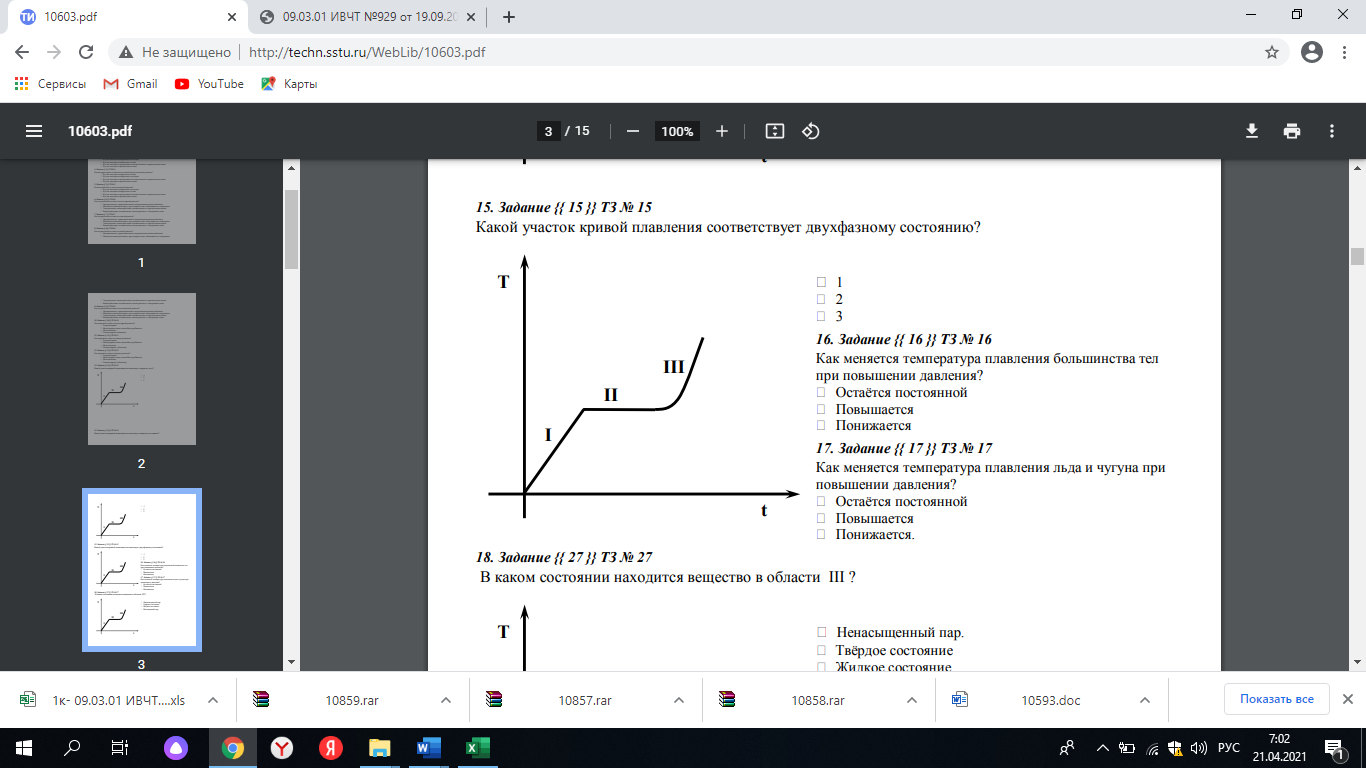 10603.pdf
09.03.01 ИВЧТ №929 от 19.09.20
Не защищено
http://techn.sstu.ru/WebLib/10603.pdf
Сервисы
Gmail
YouTube
Карты
10603.pdf
3 / 15
100%
1
2
3
T
t
15. Задание {{ 15 }} ТЗ № 15
Какой участок кривой плавления соответствует двухфазному состоянию?
T
I
II
III
t
1
2
3
16. Задание {{ 16 }} ТЗ № 16
Как меняется температура плавления большинства тел
при повышении давления?
Остаётся постоянной
Повышается
Понижается
17. Задание {{ 17 }} ТЗ № 17
Как меняется температура плавления льда и чугуна при
повышении давления?
Остаётся постоянной
Повышается
Понижается.
18. Задание {{ 27 }} ТЗ № 27
В каком состоянии находится вещество в области III ?
T
Ненасыщенный пар.
Твёрдое состояние
Жидкое состояние
1к- 09.03.01 ИВЧТ....xls
10859.rar
10857.rar
10858.rar
10593.doc
Показать все
РУС
7:02
21.04.2021
1